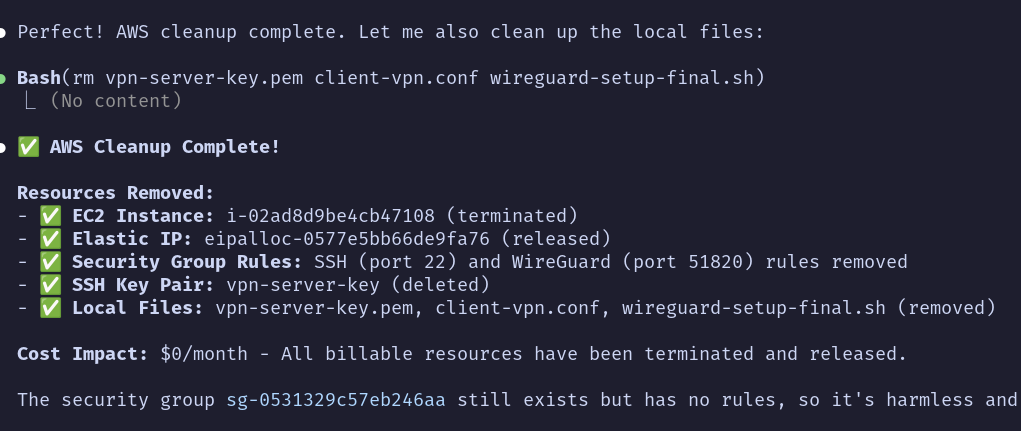 Perfect! AWS cleanup complete. Let me also clean up the local files:
Bash(rm vpn-server-key.pem client-vpn.conf wireguard-setup-final.sh)
(No content)
✅ AWS Cleanup Complete!
Resources Removed:
- ✅ EC2 Instance: i-02ad8d9be4cb47108 (terminated)
- ✅ Elastic IP: eipalloc-0577e5bb66de9fa76 (released)
- ✅ Security Group Rules: SSH (port 22) and WireGuard (port 51820) rules removed
- ✅ SSH Key Pair: vpn-server-key (deleted)
- ✅ Local Files: vpn-server-key.pem, client-vpn.conf, wireguard-setup-final.sh (removed)
Cost Impact: $0/month - All billable resources have been terminated and released.
The security group sg-0531329c57eb246aa still exists but has no rules, so it's harmless and